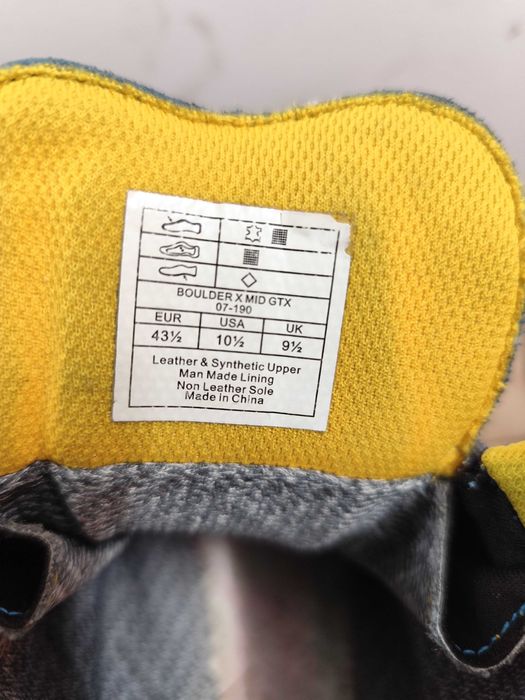 BOULDER X MID GTX
07-190
EUR USA UK
43½ 10½ 9½
Leather & Synthetic Upper
Man Made Lining
Non Leather Sole
Made in China